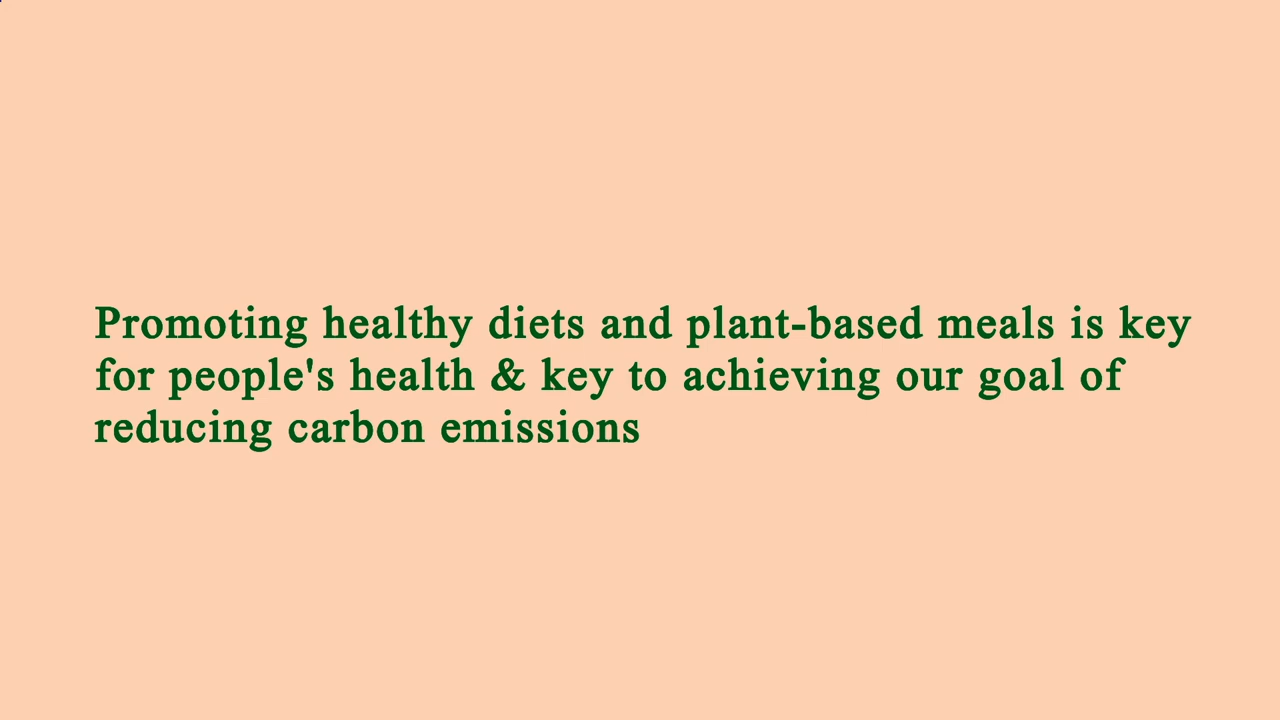 Promoting healthy diets and plant-based meals is key
for people's health & key to achieving our goal of
reducing carbon emissions